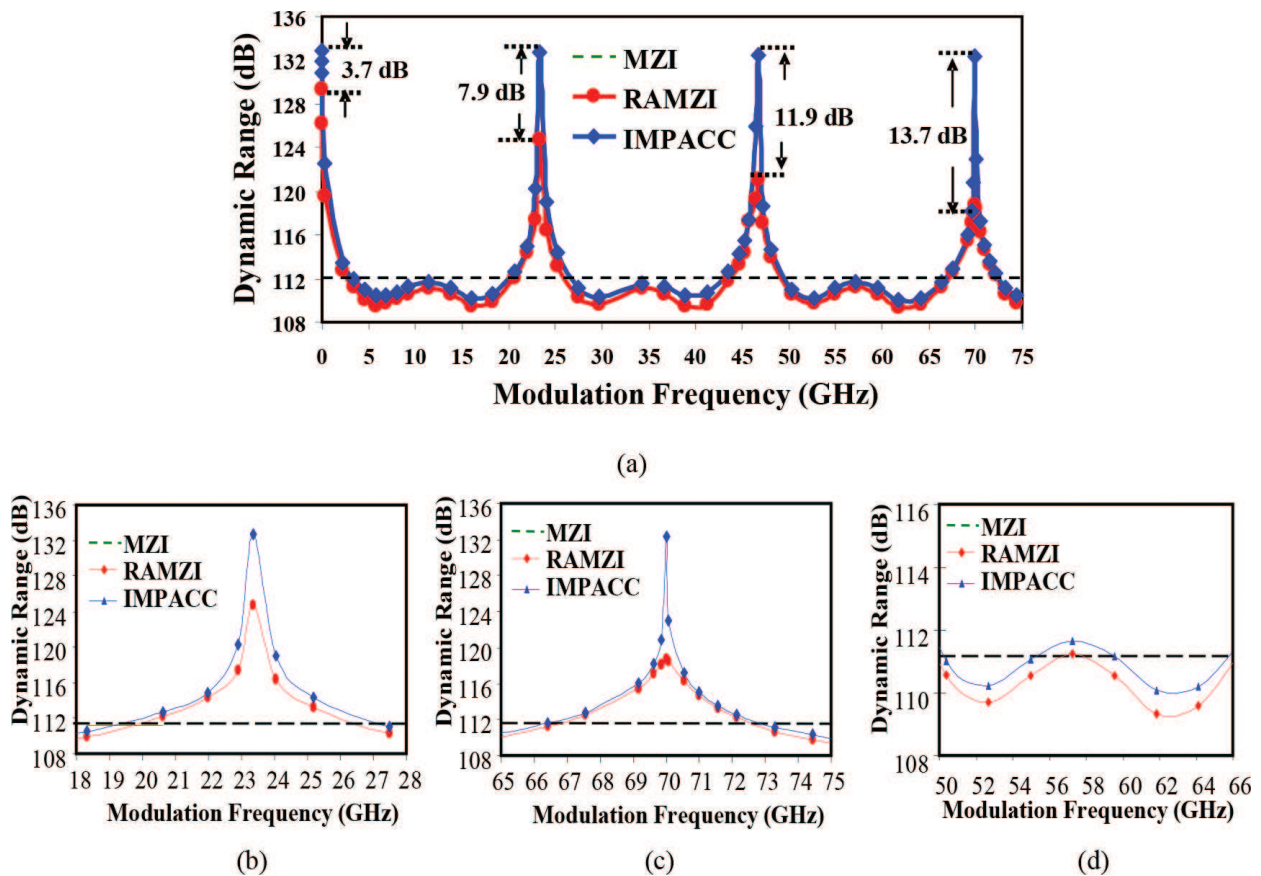 136
132
128
124
120
116
112
108
Dynamic Range (dB)
3.7 dB
7.9 dB
11.9 dB
13.7 dB
MZI
RAMZI
IMPACC
0 5 10 15 20 25 30 35 40 45 50 55 60 65 70 75
Modulation Frequency (GHz)
(a)
136
132
128
124
120
116
112
108
Dynamic Range (dB)
MZI
RAMZI
IMPACC
18 19 20 21 22 23 24 25 26 27 28
Modulation Frequency (GHz)
(b)
136
132
128
124
120
116
112
108
Dynamic Range (dB)
MZI
RAMZI
IMPACC
65 66 67 68 69 70 71 72 73 74 75
Modulation Frequency (GHz)
(c)
116
114
112
110
108
Dynamic Range (dB)
MZI
RAMZI
IMPACC
50 52 54 56 58 60 62 64 66
Modulation Frequency (GHz)
(d)